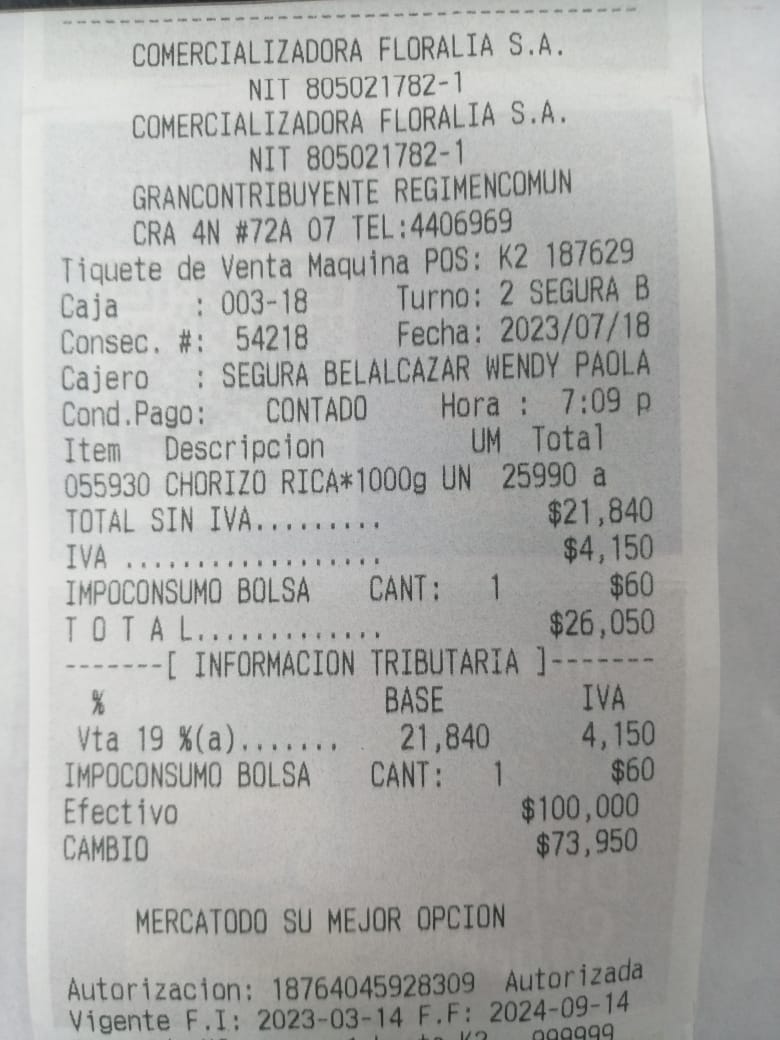 COMERCIALIZADORA FLORALIA S.A.
NIT 805021782-1
COMERCIALIZADORA FLORALIA S.A.
NIT 805021782-1
GRANCONTRIBUYENTE REGIMENCOMUN
CRA 4N #72A 07 TEL:4406969
Tiquete de Venta Maquina POS: K2 187629
Caja : 003-18 Turno: 2 SEGURA B
Consec. #: 54218 Fecha: 2023/07/18
Cajero : SEGURA BELALCAZAR WENDY PAOLA
Cond.Pago: CONTADO Hora : 7:09 p
Item Descripcion UM Total
055930 CHORIZO RICA*1000g UN 25990 a
TOTAL SIN IVA......... $21,840
IVA .................. $4,150
IMPOCONSUMO BOLSA CANT: 1 $60
T O T A L............. $26,050
-------[ INFORMACION TRIBUTARIA ]-------
% BASE IVA
Vta 19 %(a)....... 21,840 4,150
IMPOCONSUMO BOLSA CANT: 1 $60
Efectivo $100,000
CAMBIO $73,950
MERCATODO SU MEJOR OPCION
Autorizacion: 18764045928309 Autorizada
Vigente F.I: 2023-03-14 F.F: 2024-09-14
K2 999999